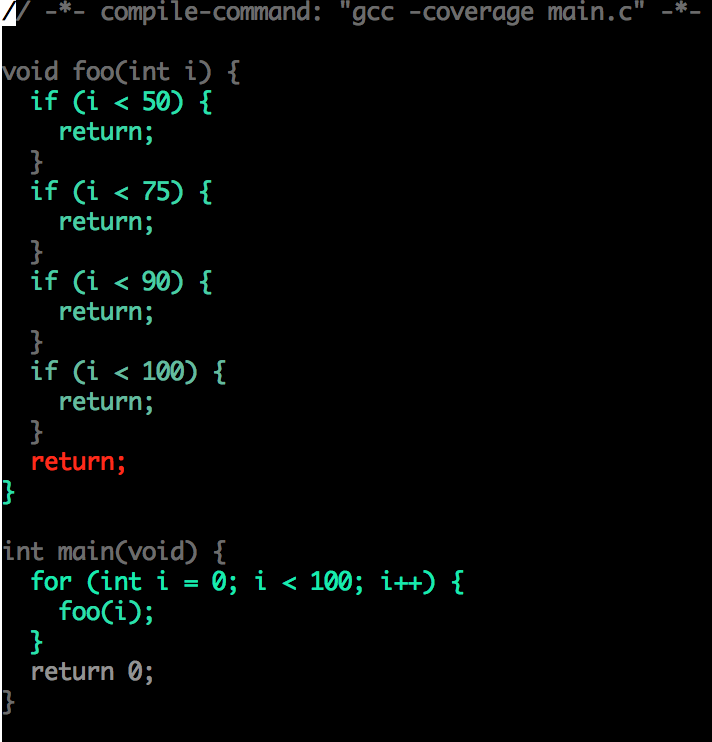 // -*- compile-command: "gcc -coverage main.c" -*-
void foo(int i) {
  if (i < 50) {
    return;
  }
  if (i < 75) {
    return;
  }
  if (i < 90) {
    return;
  }
  if (i < 100) {
    return;
  }
  return;
}
int main(void) {
  for (int i = 0; i < 100; i++) {
    foo(i);
  }
  return 0;
}